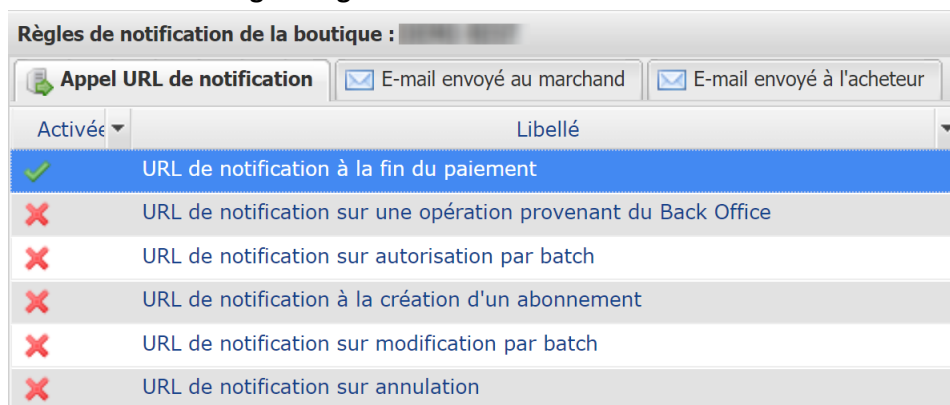 Règles de notification de la boutique :
Appel URL de notification E-mail envoyé au marchand E-mail envoyé à l'acheteur
Activée Libellé
URL de notification à la fin du paiement
URL de notification sur une opération provenant du Back Office
URL de notification sur autorisation par batch
URL de notification à la création d'un abonnement
URL de notification sur modification par batch
URL de notification sur annulation